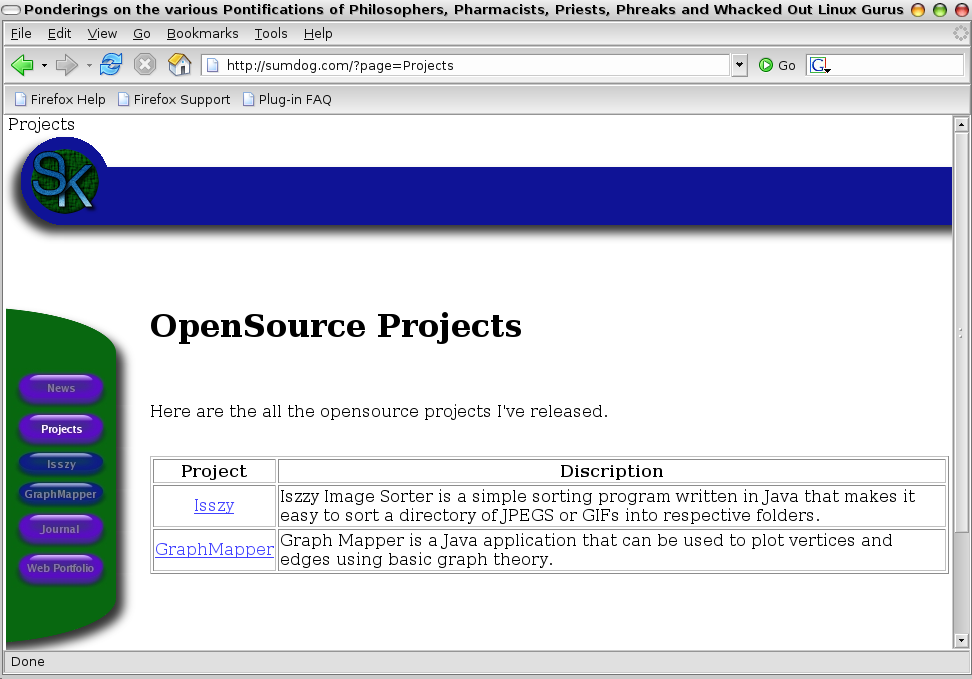 Ponderings on the various Pontifications of Philosophers, Pharmacists, Priests, Phreaks and Whacked Out Linux Gurus
File Edit View Go Bookmarks Tools Help
http://sumdog.com/?page=Projects Go G
Firefox Help Firefox Support Plug-in FAQ
Projects
SK
OpenSource Projects
News
Projects
Isszy
GraphMapper
Journal
Web Portfolio
Here are the all the opensource projects I've released.
Project Discription
Isszy Iszzy Image Sorter is a simple sorting program written in Java that makes it
easy to sort a directory of JPEGS or GIFs into respective folders.
GraphMapper Graph Mapper is a Java application that can be used to plot vertices and
edges using basic graph theory.
Done